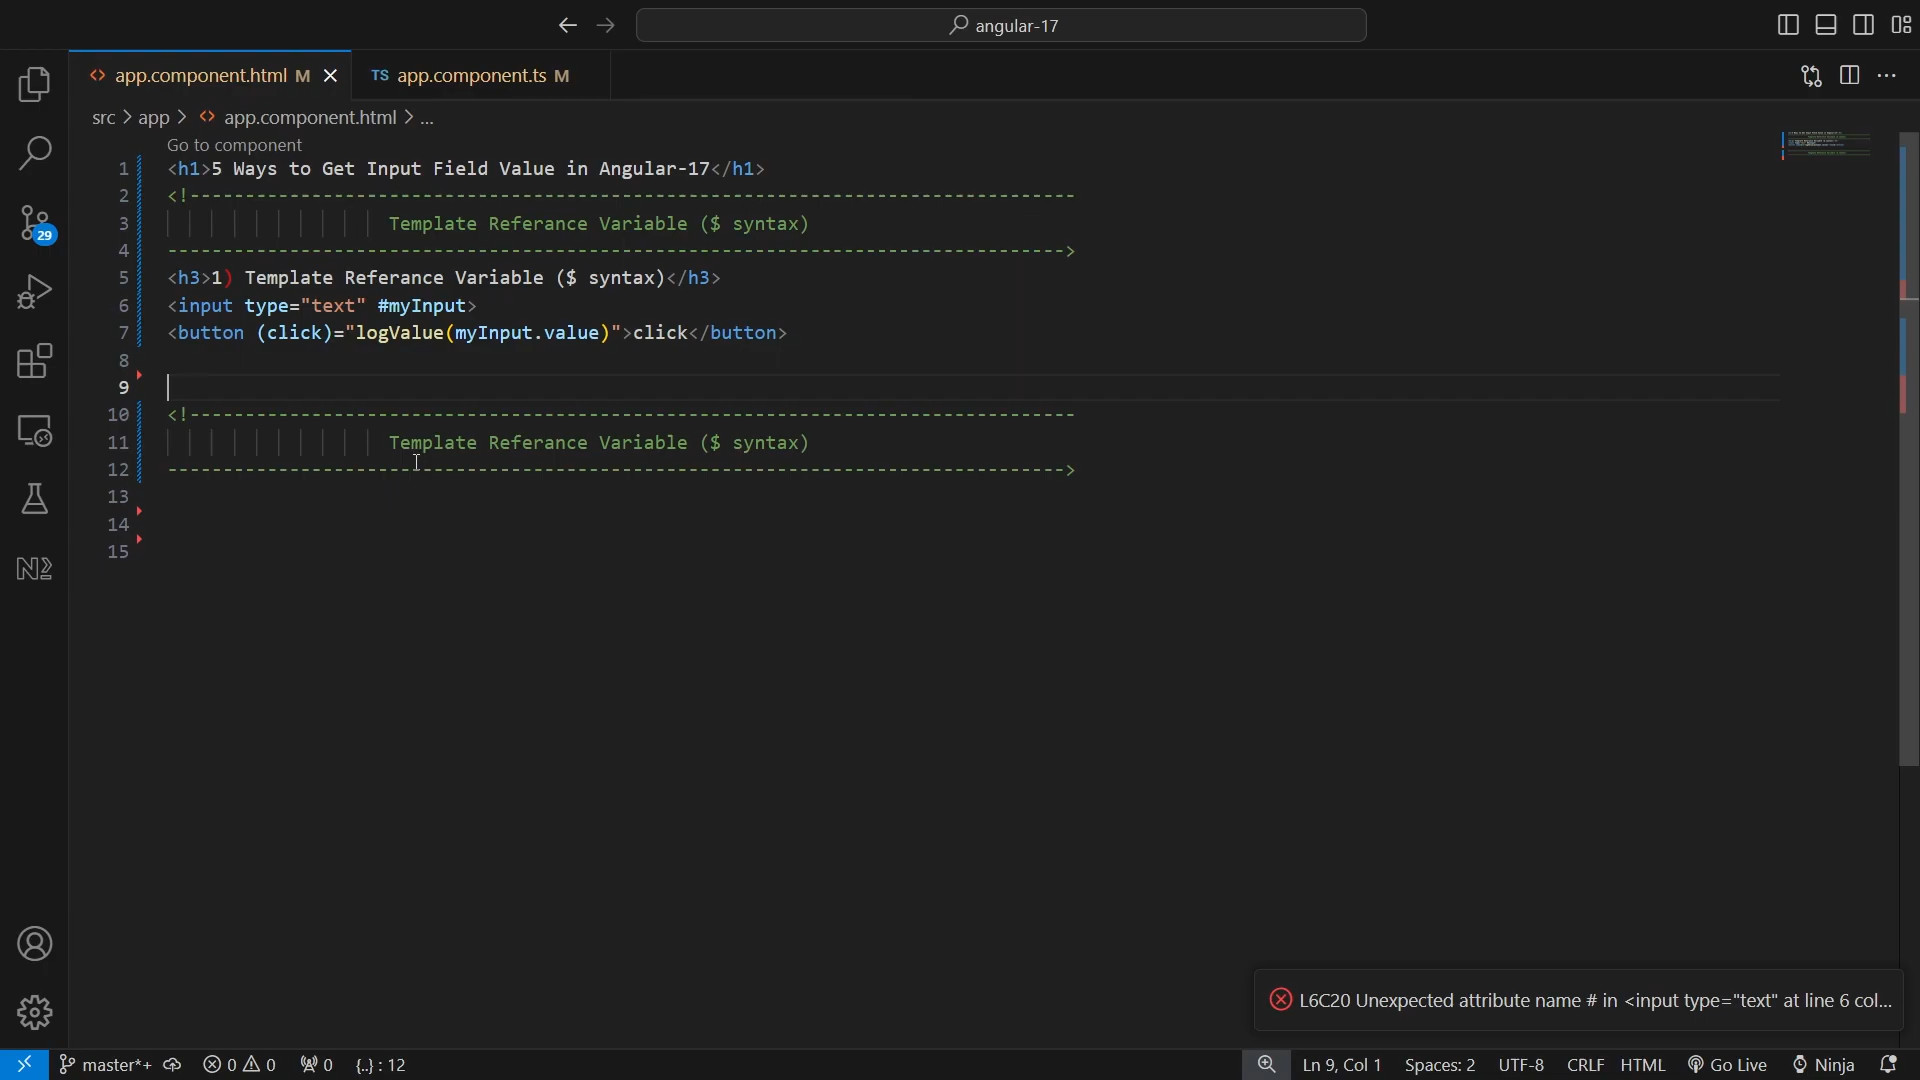 angular-17
app.component.html M
TS app.component.ts M
src > app > <> app.component.html > ...
Go to component
1 <h1>5 Ways to Get Input Field Value in Angular-17</h1>
2 <!--------------------------------------------------------------------------------
3 Template Referance Variable ($ syntax)
4 --------------------------------------------------------------------------------->
5 <h3>1) Template Referance Variable ($ syntax)</h3>
6 <input type="text" #myInput>
7 <button (click)="logValue(myInput.value)">click</button>
8
9
10 <!--------------------------------------------------------------------------------
11 Template Referance Variable ($ syntax)
12 --------------------------------------------------------------------------------->
13
14
15
29
L6C20 Unexpected attribute name # in <input type="text" at line 6 col...
master*+ 0 0 0 {..} : 12 Ln 9, Col 1 Spaces: 2 UTF-8 CRLF HTML Go Live Ninja